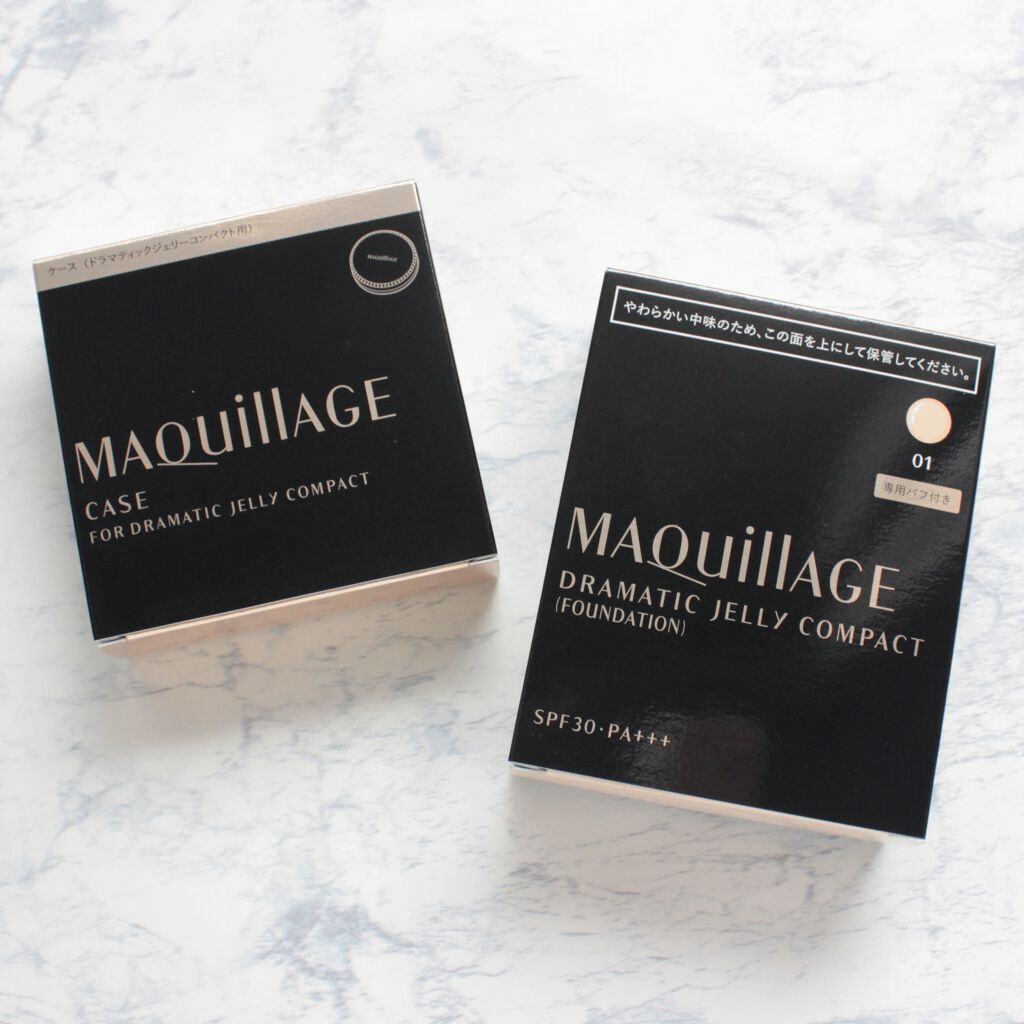 ケース（ドラマティックジェリーコンパクト用）
MAQuillAGE
MAQuillAGE
CASE
FOR DRAMATIC JELLY COMPACT
やわらかい中味のため、この面を上にして保管してください。
01
専用パフ付き
MAQuillAGE
DRAMATIC JELLY COMPACT
(FOUNDATION)
SPF30・PA+++